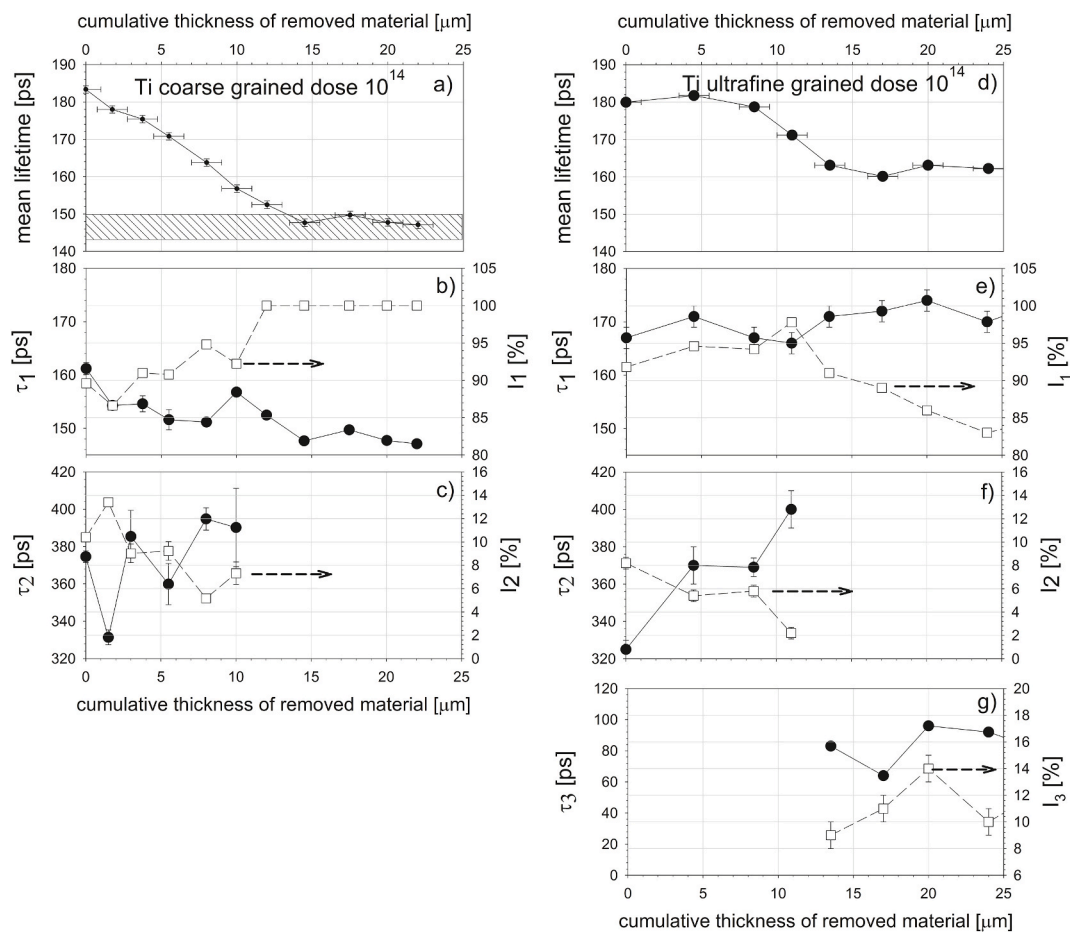 cumulative thickness of removed material [μm]
0 5 10 15 20 25
Ti coarse grained dose 10^14 a)
mean lifetime [ps]
190
180
170
160
150
140
b)
τ1 [ps]
180
170
160
150
I1 [%]
105
100
95
90
85
80
c)
τ2 [ps]
420
400
380
360
340
320
I2 [%]
16
14
12
10
8
6
4
2
0
0 5 10 15 20 25
cumulative thickness of removed material [μm]
cumulative thickness of removed material [μm]
0 5 10 15 20 25
Ti ultrafine grained dose 10^14 d)
mean lifetime [ps]
190
180
170
160
150
140
e)
τ1 [ps]
180
170
160
150
I1 [%]
105
100
95
90
85
80
f)
τ2 [ps]
420
400
380
360
340
320
I2 [%]
16
14
12
10
8
6
4
2
0
g)
τ3 [ps]
120
100
80
60
40
20
0
I3 [%]
20
18
16
14
12
10
8
6
0 5 10 15 20 25
cumulative thickness of removed material [μm]